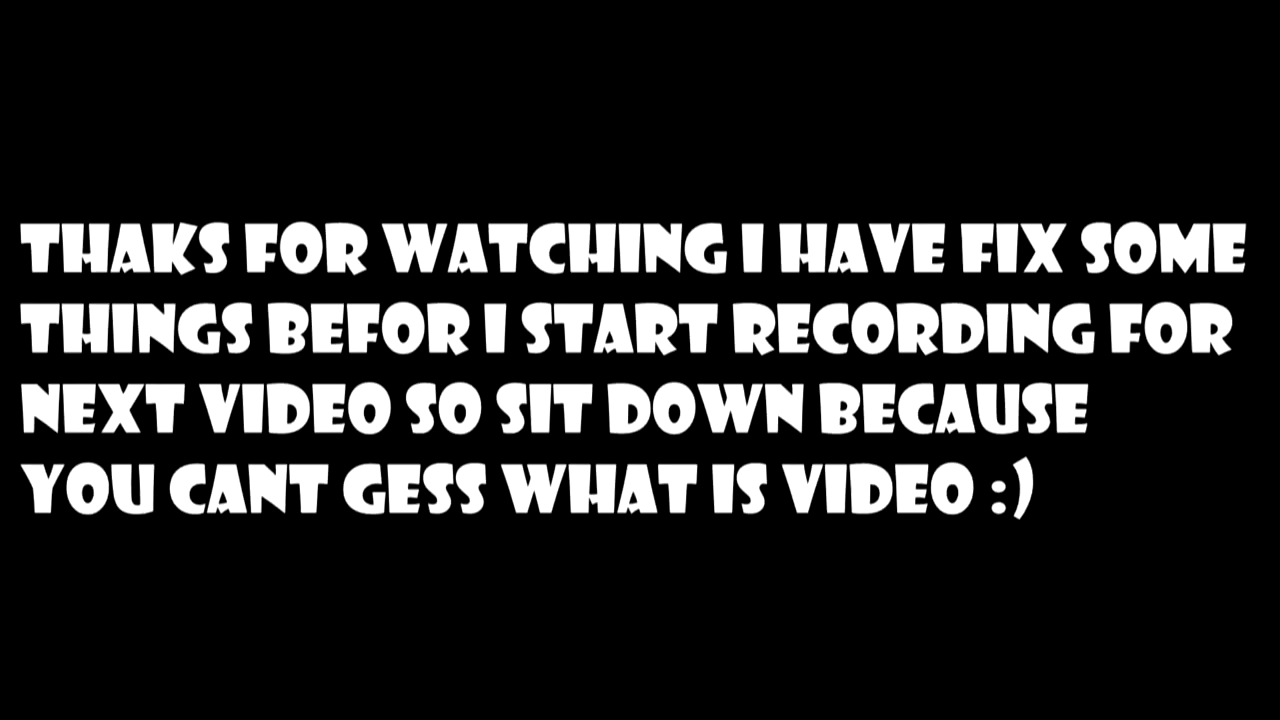 THAKS FOR WATCHING I HAVE FIX SOME
THINGS BEFOR I START RECORDING FOR
NEXT VIDEO SO SIT DOWN BECAUSE
YOU CANT GESS WHAT IS VIDEO :)